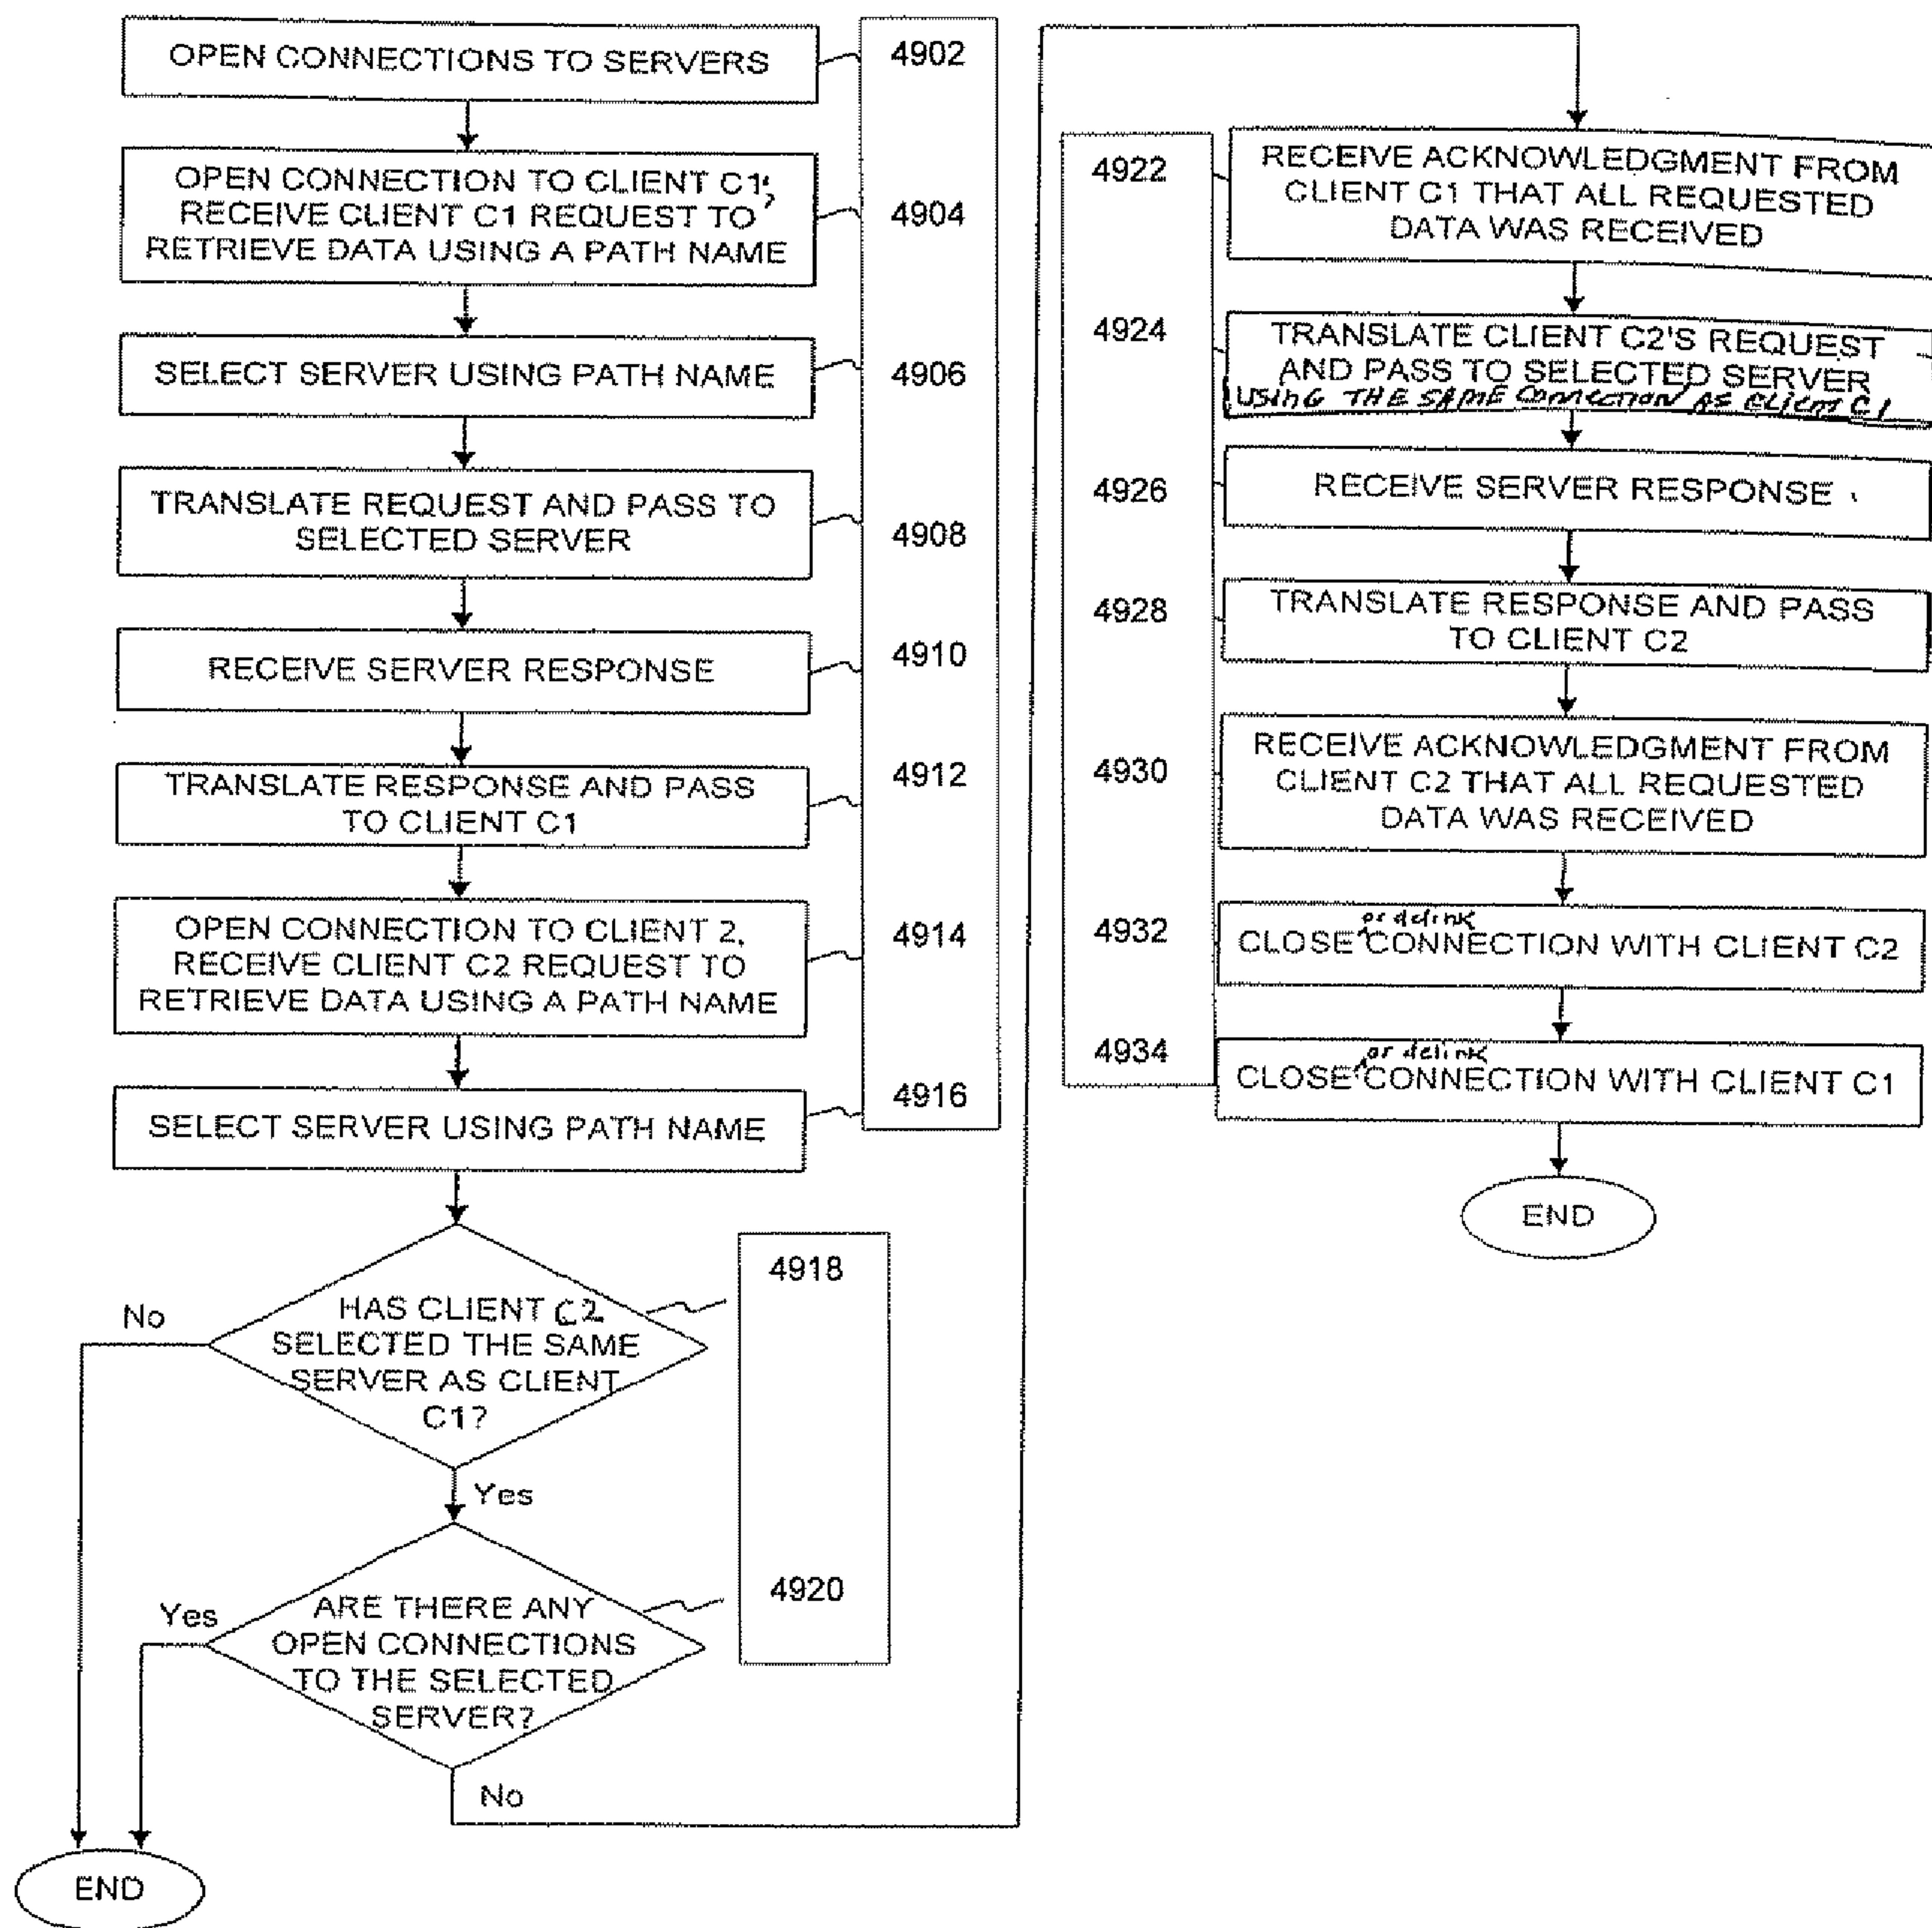 OPEN CONNECTIONS TO SERVERS
4902
OPEN CONNECTION TO CLIENT C1;
RECEIVE CLIENT C1 REQUEST TO
RETRIEVE DATA USING A PATH NAME
4904
SELECT SERVER USING PATH NAME
4906
TRANSLATE REQUEST AND PASS TO
SELECTED SERVER
4908
RECEIVE SERVER RESPONSE
4910
TRANSLATE RESPONSE AND PASS
TO CLIENT C1
4912
OPEN CONNECTION TO CLIENT 2,
RECEIVE CLIENT C2 REQUEST TO
RETRIEVE DATA USING A PATH NAME
4914
SELECT SERVER USING PATH NAME
4916
HAS CLIENT C2
SELECTED THE SAME
SERVER AS CLIENT
C1?
4918
No
Yes
ARE THERE ANY
OPEN CONNECTIONS
TO THE SELECTED
SERVER?
4920
Yes
No
END
4922
RECEIVE ACKNOWLEDGMENT FROM
CLIENT C1 THAT ALL REQUESTED
DATA WAS RECEIVED
4924
TRANSLATE CLIENT C2'S REQUEST
AND PASS TO SELECTED SERVER
USING THE SAME CONNECTION AS CLIENT C1
4926
RECEIVE SERVER RESPONSE
4928
TRANSLATE RESPONSE AND PASS
TO CLIENT C2
4930
RECEIVE ACKNOWLEDGMENT FROM
CLIENT C2 THAT ALL REQUESTED
DATA WAS RECEIVED
4932
or delink
CLOSE CONNECTION WITH CLIENT C2
4934
or delink
CLOSE CONNECTION WITH CLIENT C1
END